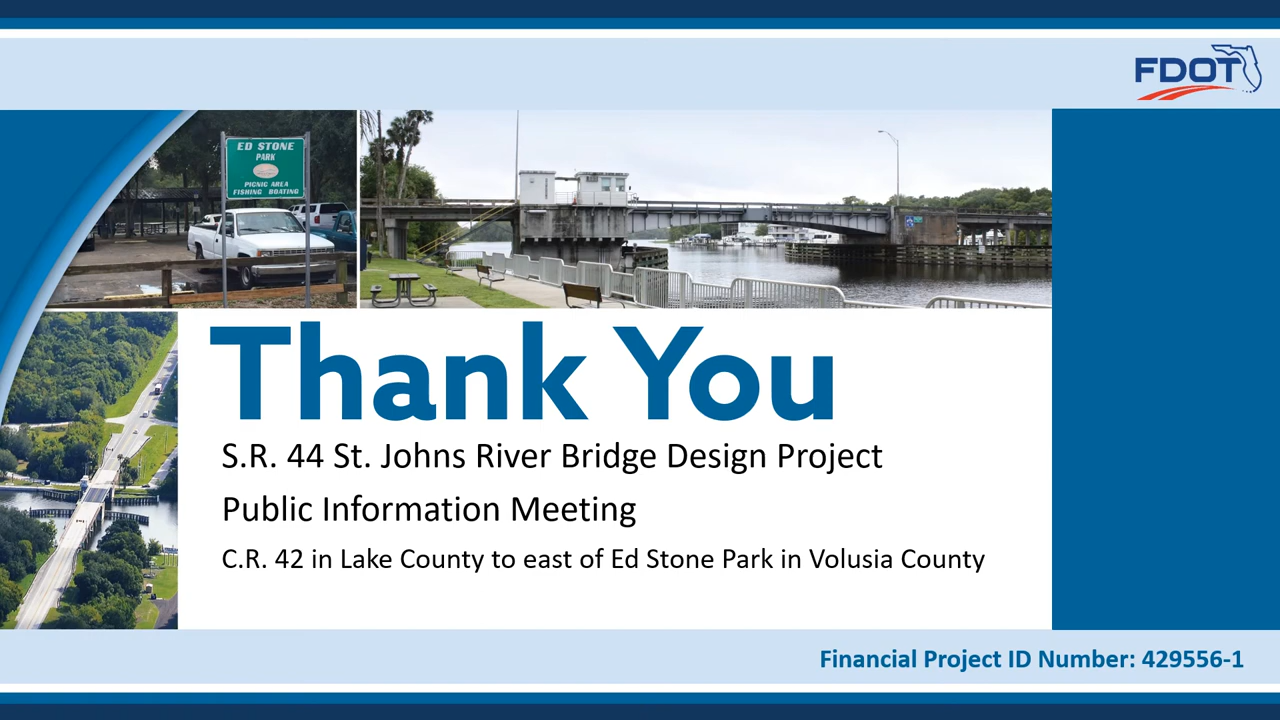 FDOT
ED STONE
PARK
PICNIC AREA
FISHING BOATING
Thank You
S.R. 44 St. Johns River Bridge Design Project
Public Information Meeting
C.R. 42 in Lake County to east of Ed Stone Park in Volusia County
Financial Project ID Number: 429556-1